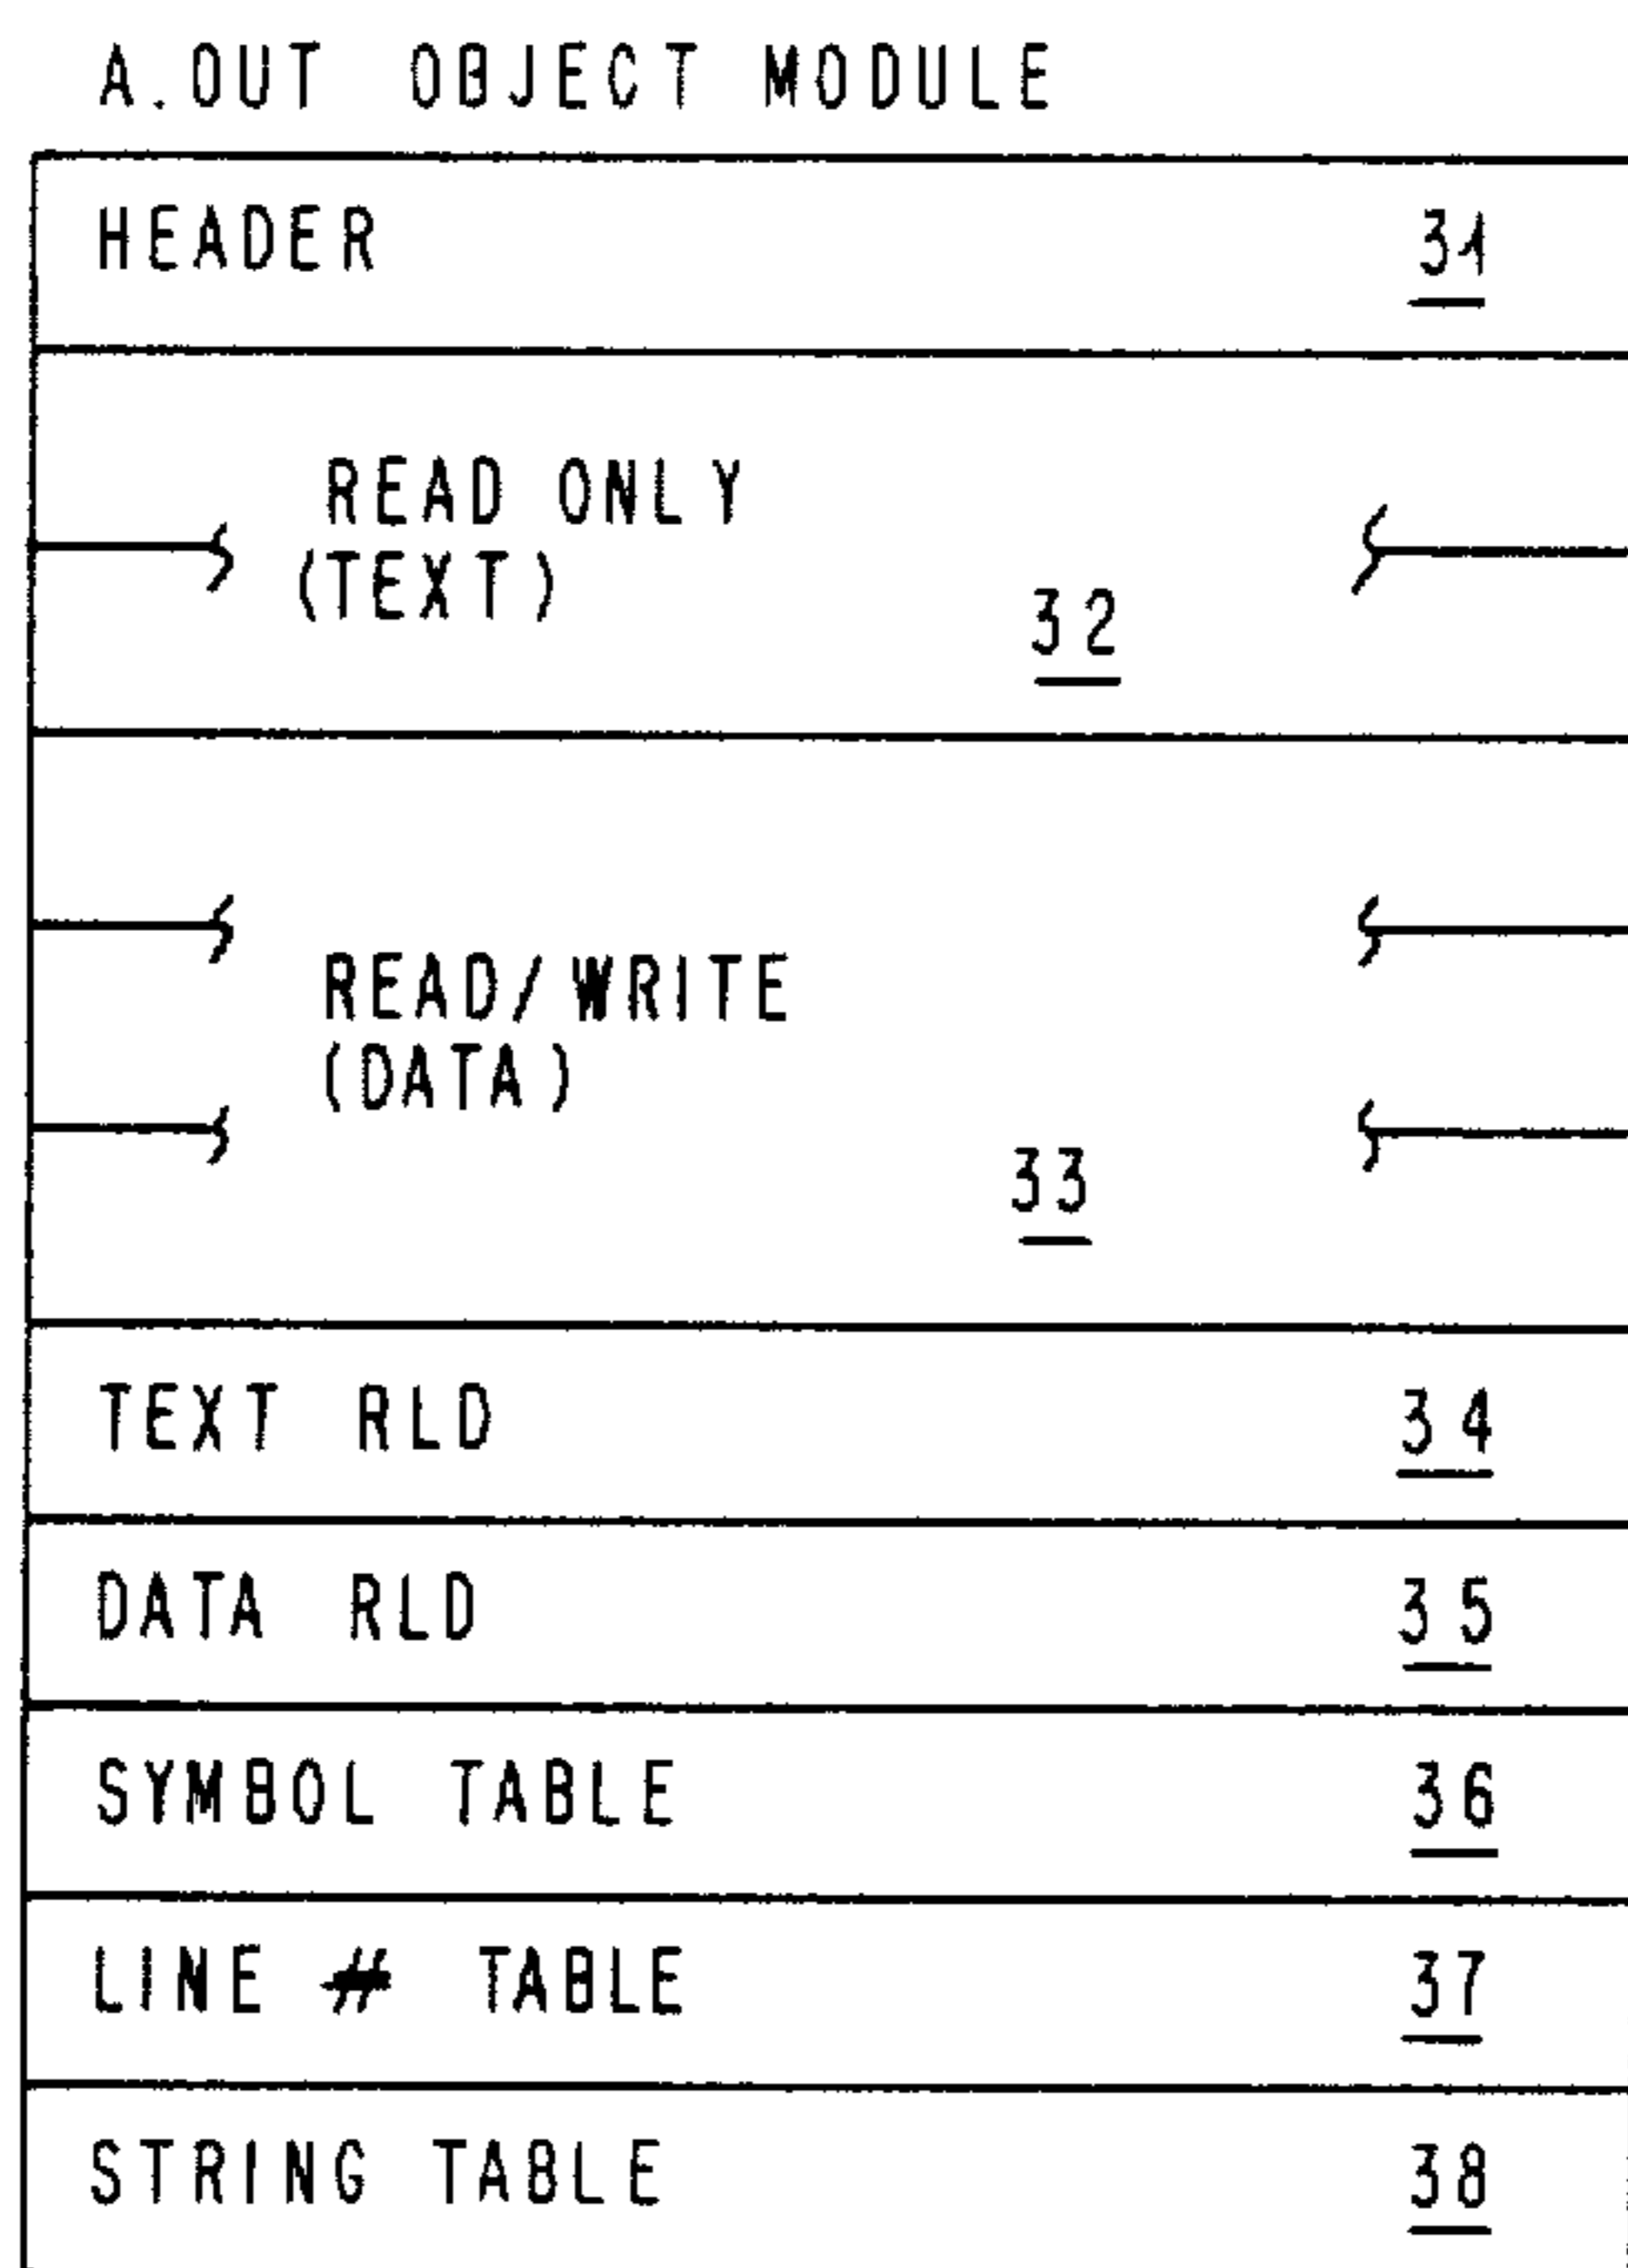 A.OUT OBJECT MODULE
HEADER 31
READ ONLY
(TEXT)
32
READ/WRITE
(DATA)
33
TEXT RLD 34
DATA RLD 35
SYMBOL TABLE 36
LINE # TABLE 37
STRING TABLE 38